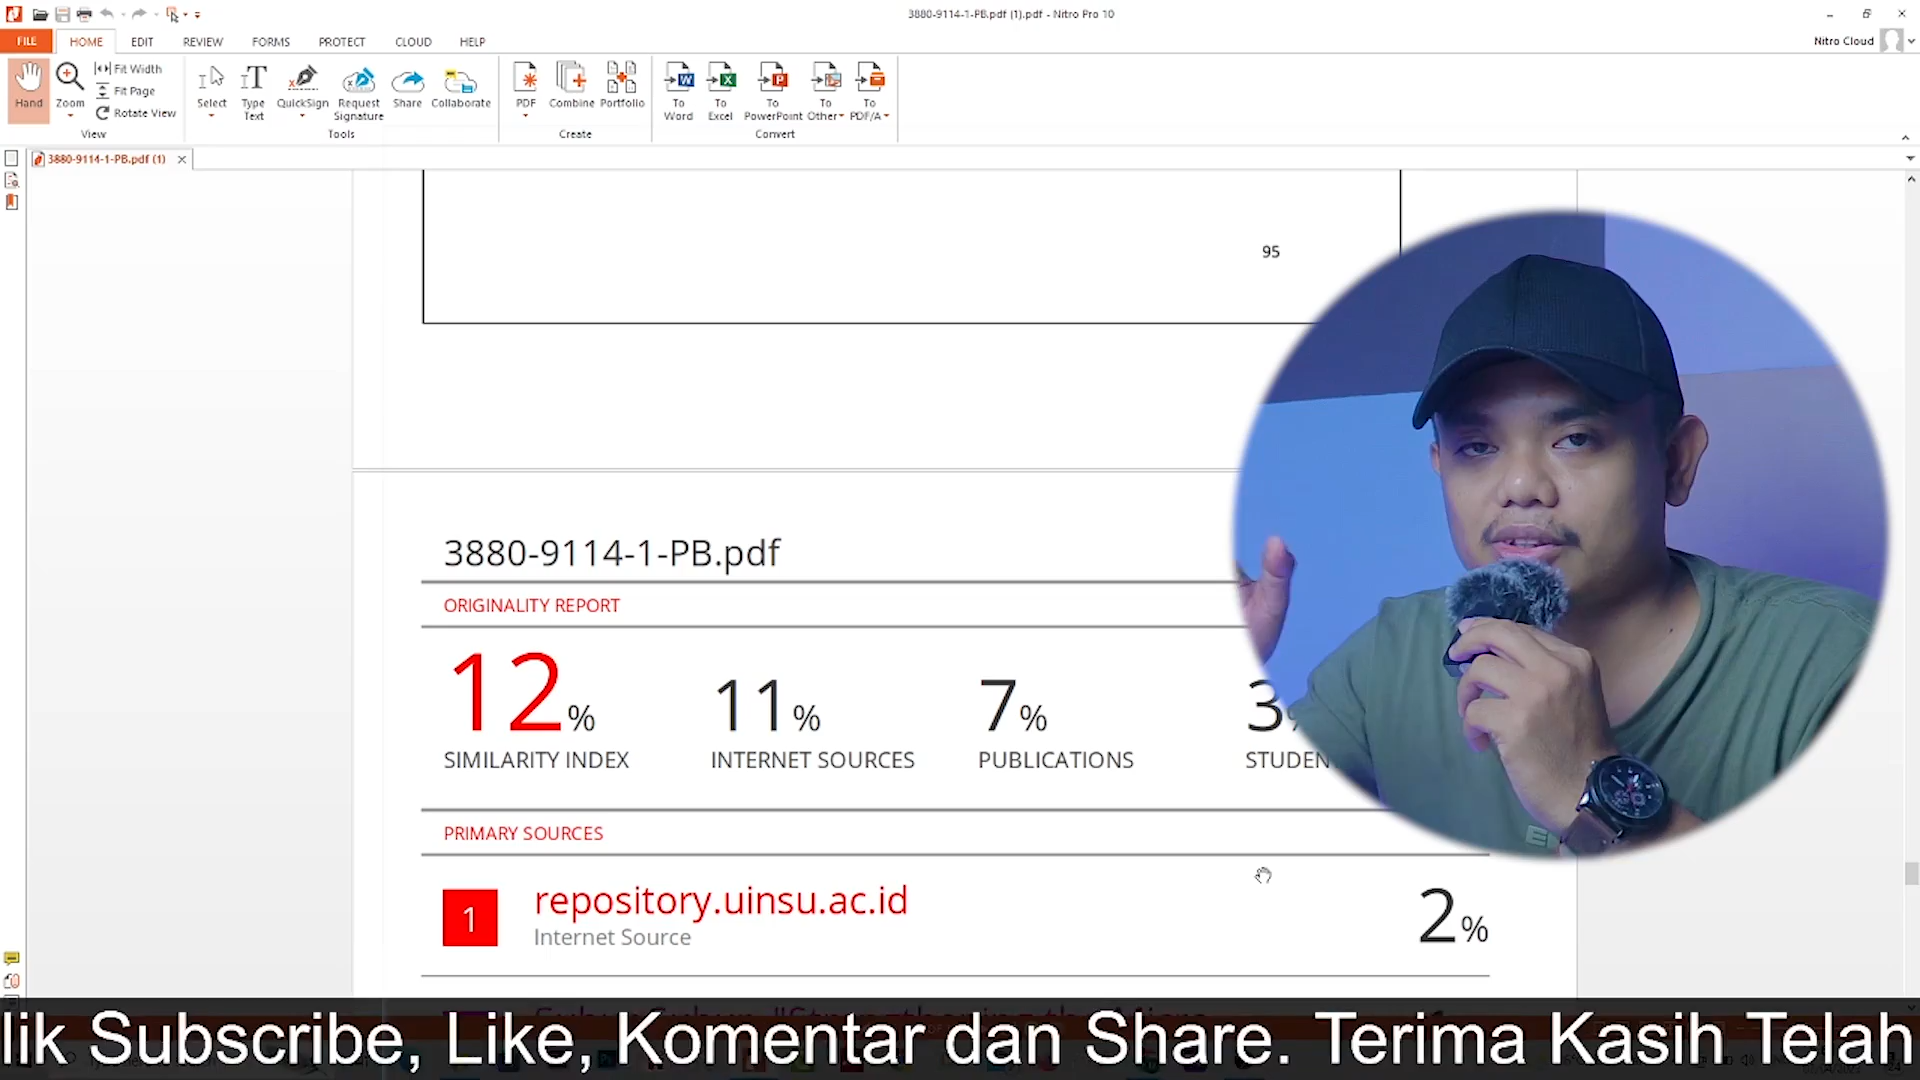 3880-9114-1-PB.pdf (1).pdf - Nitro Pro 10
FILE HOME EDIT REVIEW FORMS PROTECT CLOUD HELP
Nitro Cloud
Hand
Zoom
Fit Width
Fit Page
Rotate View
View
Select
Type Text
QuickSign
Request Signature
Share
Collaborate
Tools
PDF
Combine
Portfolio
Create
To Word
To Excel
To PowerPoint
To Other
To PDF/A
Convert
3880-9114-1-PB.pdf (1)
95
3880-9114-1-PB.pdf
ORIGINALITY REPORT
12% 11% 7% 3
SIMILARITY INDEX INTERNET SOURCES PUBLICATIONS STUDEN
PRIMARY SOURCES
1 repository.uinsu.ac.id 2%
Internet Source
lik Subscribe, Like, Komentar dan Share. Terima Kasih Telah